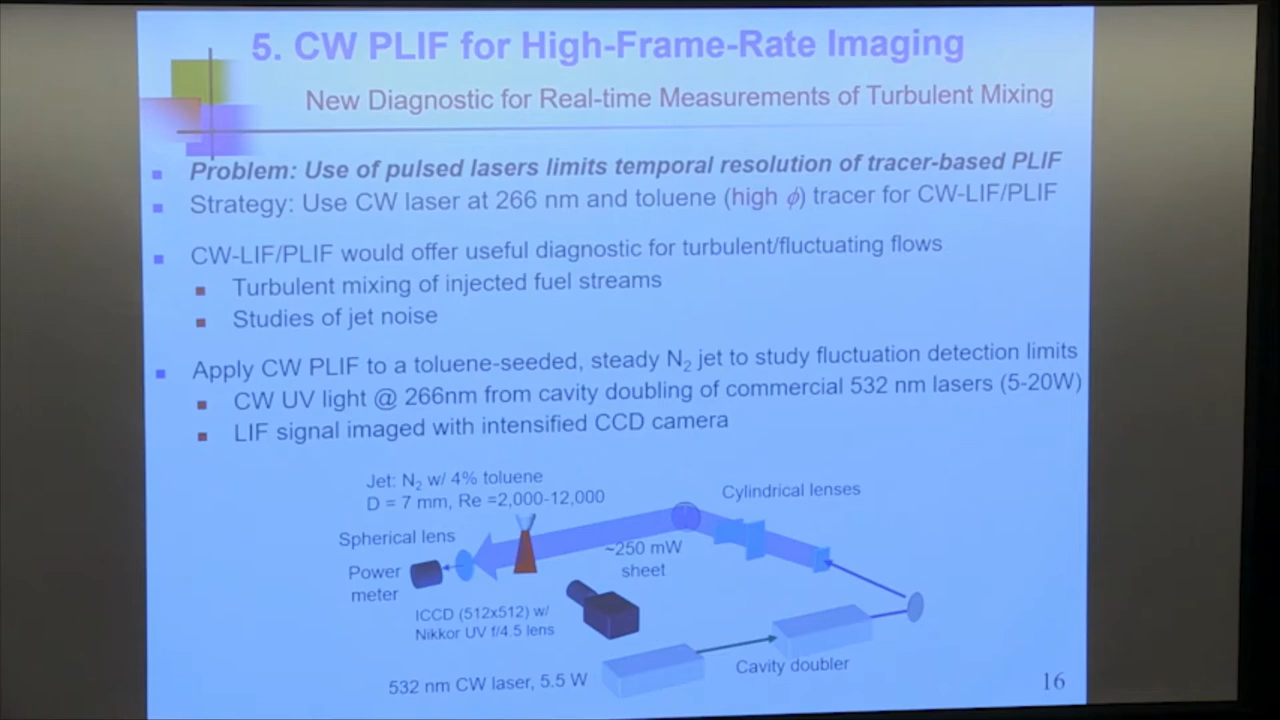 5. CW PLIF for High-Frame-Rate Imaging
New Diagnostic for Real-time Measurements of Turbulent Mixing
Problem: Use of pulsed lasers limits temporal resolution of tracer-based PLIF
Strategy: Use CW laser at 266 nm and toluene (high ϕ) tracer for CW-LIF/PLIF
CW-LIF/PLIF would offer useful diagnostic for turbulent/fluctuating flows
Turbulent mixing of injected fuel streams
Studies of jet noise
Apply CW PLIF to a toluene-seeded, steady N₂ jet to study fluctuation detection limits
CW UV light @ 266nm from cavity doubling of commercial 532 nm lasers (5-20W)
LIF signal imaged with intensified CCD camera
Jet: N₂ w/ 4% toluene
D = 7 mm, Re =2,000-12,000
Cylindrical lenses
Spherical lens
~250 mW
sheet
Power
meter
ICCD (512x512) w/
Nikkor UV f/4.5 lens
532 nm CW laser, 5.5 W
Cavity doubler
16